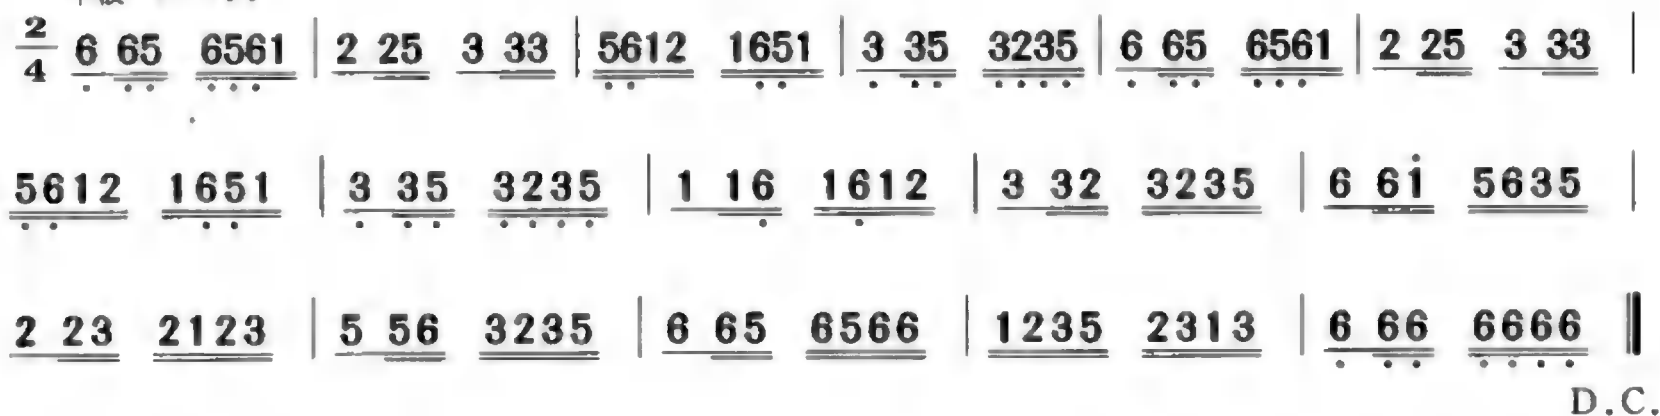 2/4 6 65 6561 | 2 25 3 33 | 5612 1651 | 3 35 3235 | 6 65 6561 | 2 25 3 33 |
5612 1651 | 3 35 3235 | 1 16 1612 | 3 32 3235 | 6 6i 5635 |
2 23 2123 | 5 56 3235 | 6 65 6566 | 1235 2313 | 6 66 6666 ‖
D.C.